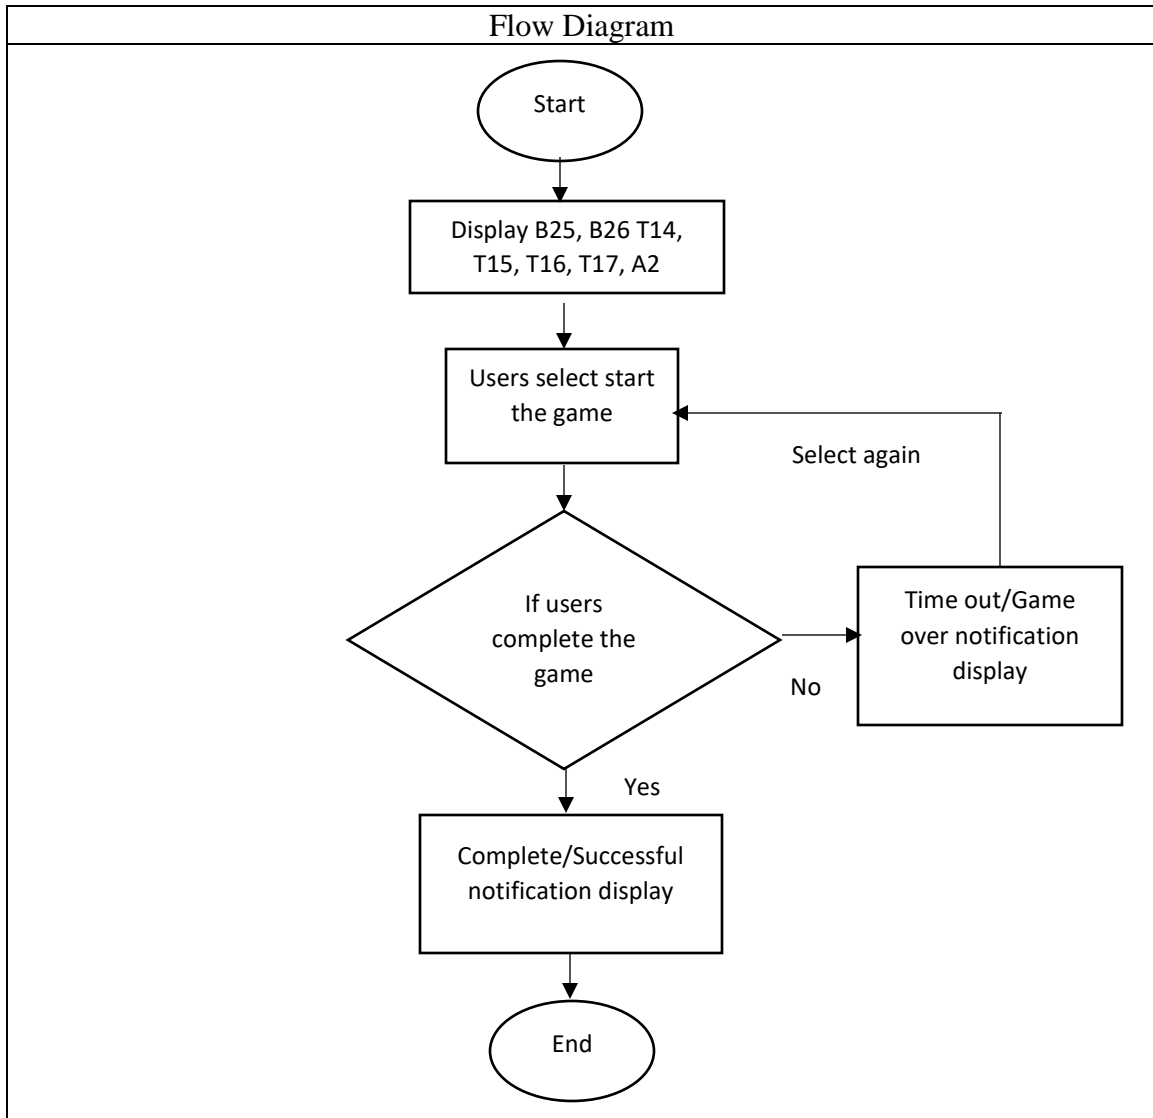 Flow Diagram
Start
Display B25, B26 T14,
T15, T16, T17, A2
Users select start
the game
Select again
If users
complete the
game
Time out/Game
over notification
display
No
Yes
Complete/Successful
notification display
End